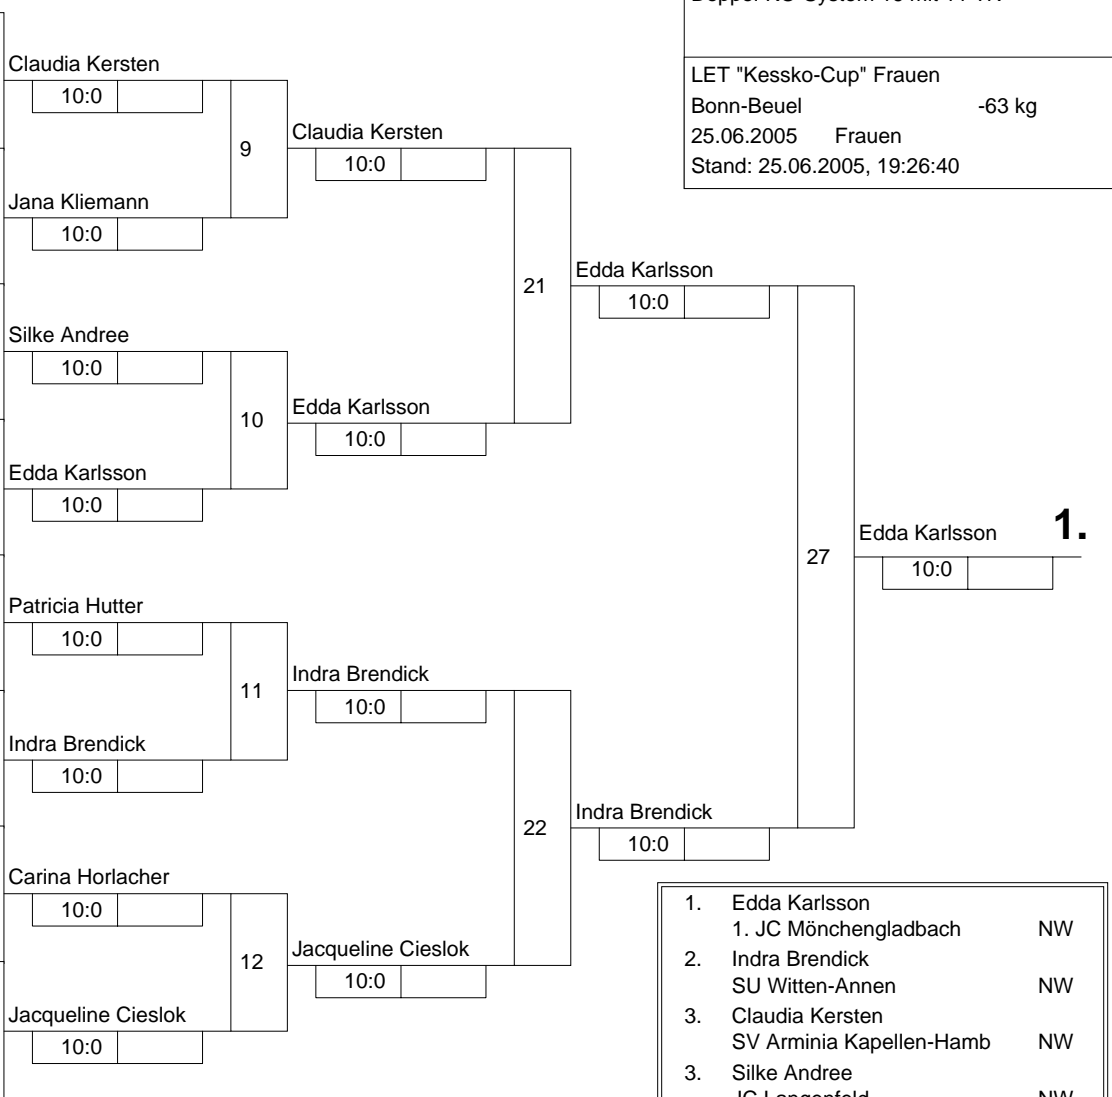 LET "Kessko-Cup" Frauen
Bonn-Beuel -63 kg
25.06.2005 Frauen
Stand: 25.06.2005, 19:26:40
Claudia Kersten
10:0
9
Jana Kliemann
10:0
Silke Andree
10:0
10
Edda Karlsson
10:0
Patricia Hutter
10:0
11
Indra Brendick
10:0
Carina Horlacher
10:0
12
Jacqueline Cieslok
10:0
Claudia Kersten
10:0
21
Edda Karlsson
10:0
Indra Brendick
10:0
22
Jacqueline Cieslok
10:0
Edda Karlsson
10:0
27
Indra Brendick
10:0
Edda Karlsson 1.
10:0
1. Edda Karlsson
1. JC Mönchengladbach NW
2. Indra Brendick
SU Witten-Annen NW
3. Claudia Kersten
SV Arminia Kapellen-Hamb NW
3. Silke Andree
JC Langenfeld NW